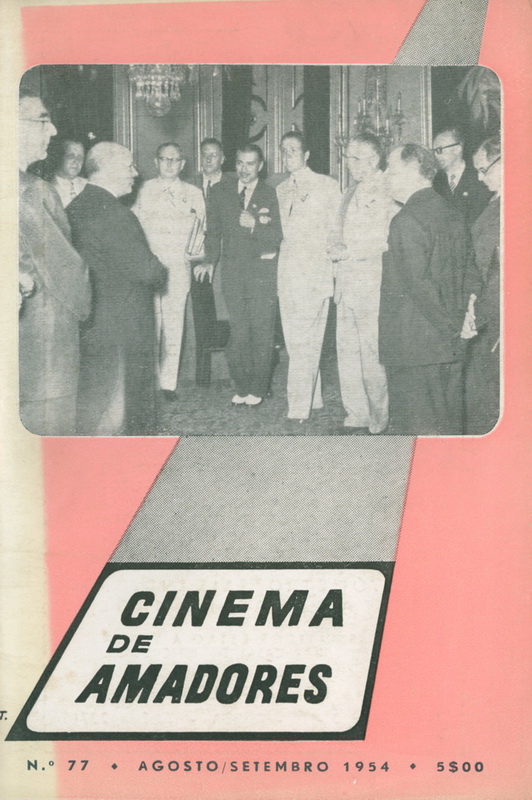 CINEMA
DE
AMADORES
T.
N.º 77 • AGOSTO/SETEMBRO 1954 • 5$00